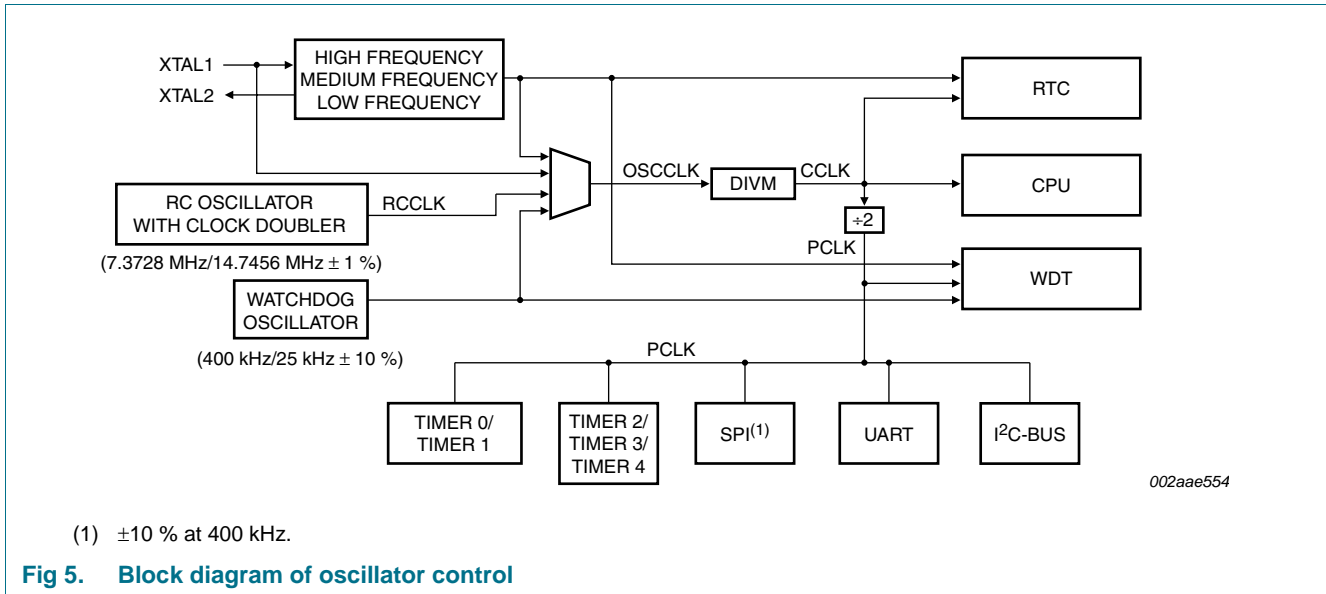 XTAL1
XTAL2
HIGH FREQUENCY
MEDIUM FREQUENCY
LOW FREQUENCY
RTC
OSCCLK
DIVM
CCLK
CPU
RC OSCILLATOR
WITH CLOCK DOUBLER
RCCLK
÷2
(7.3728 MHz/14.7456 MHz ± 1 %)
PCLK
WDT
WATCHDOG
OSCILLATOR
(400 kHz/25 kHz ± 10 %)
PCLK
TIMER 0/
TIMER 1
TIMER 2/
TIMER 3/
TIMER 4
SPI(1)
UART
I2C-BUS
002aae554
(1) ±10 % at 400 kHz.
Fig 5. Block diagram of oscillator control